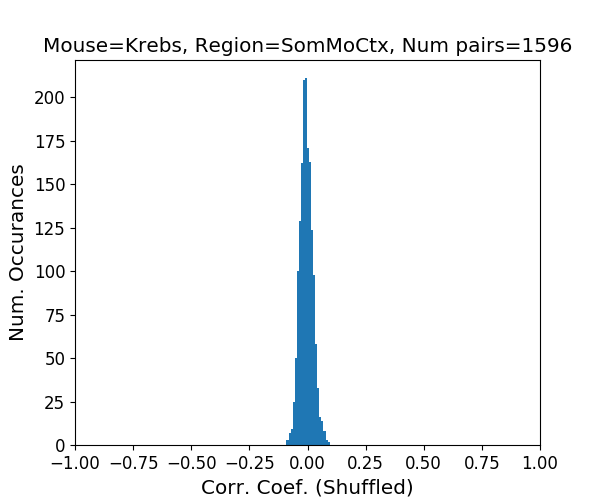 Mouse=Krebs, Region=SomMoCtx, Num pairs=1596
Num. Occurances
200
175
150
125
100
75
50
25
0
−1.00 −0.75 −0.50 −0.25 0.00 0.25 0.50 0.75 1.00
Corr. Coef. (Shuffled)